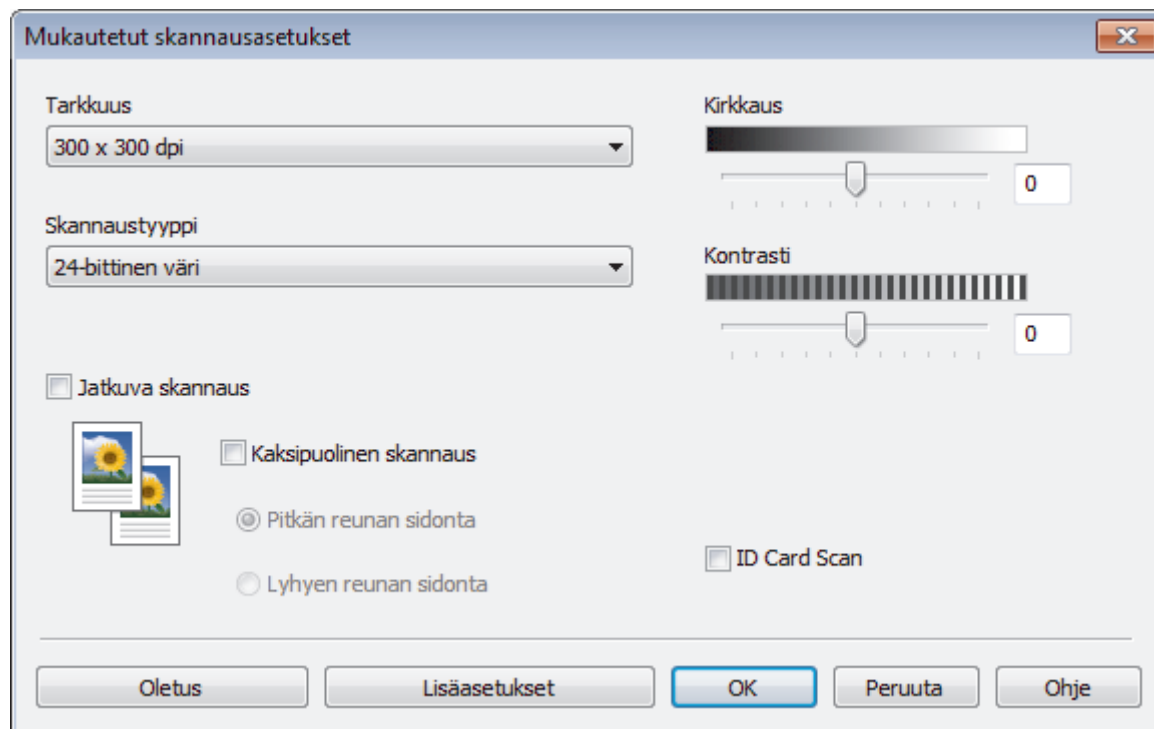 Mukautetut skannausasetukset
Tarkkuus
300 x 300 dpi
Skannaustyyppi
24-bittinen väri
Kirkkaus
0
Kontrasti
0
Jatkuva skannaus
Kaksipuolinen skannaus
Pitkän reunan sidonta
Lyhyen reunan sidonta
ID Card Scan
Oletus
Lisäasetukset
OK
Peruuta
Ohje